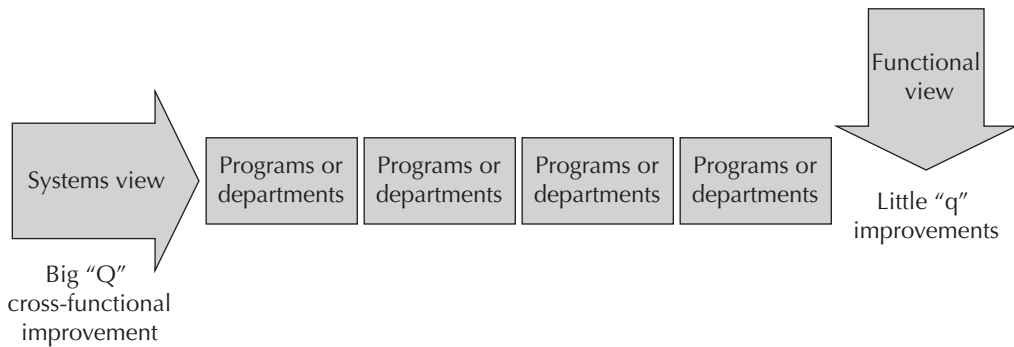 Systems view
Big “Q”
cross-functional
improvement
Programs or
departments
Programs or
departments
Programs or
departments
Programs or
departments
Functional
view
Little “q”
improvements